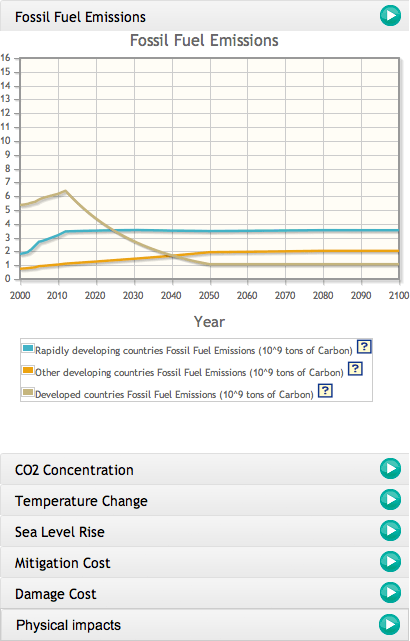 Fossil Fuel Emissions
Fossil Fuel Emissions
16
15
14
13
12
11
10
9
8
7
6
5
4
3
2
1
0
2000 2010 2020 2030 2040 2050 2060 2070 2080 2090 2100
Year
Rapidly developing countries Fossil Fuel Emissions (10^9 tons of Carbon) ?
Other developing countries Fossil Fuel Emissions (10^9 tons of Carbon) ?
Developed countries Fossil Fuel Emissions (10^9 tons of Carbon) ?
CO2 Concentration
Temperature Change
Sea Level Rise
Mitigation Cost
Damage Cost
Physical impacts